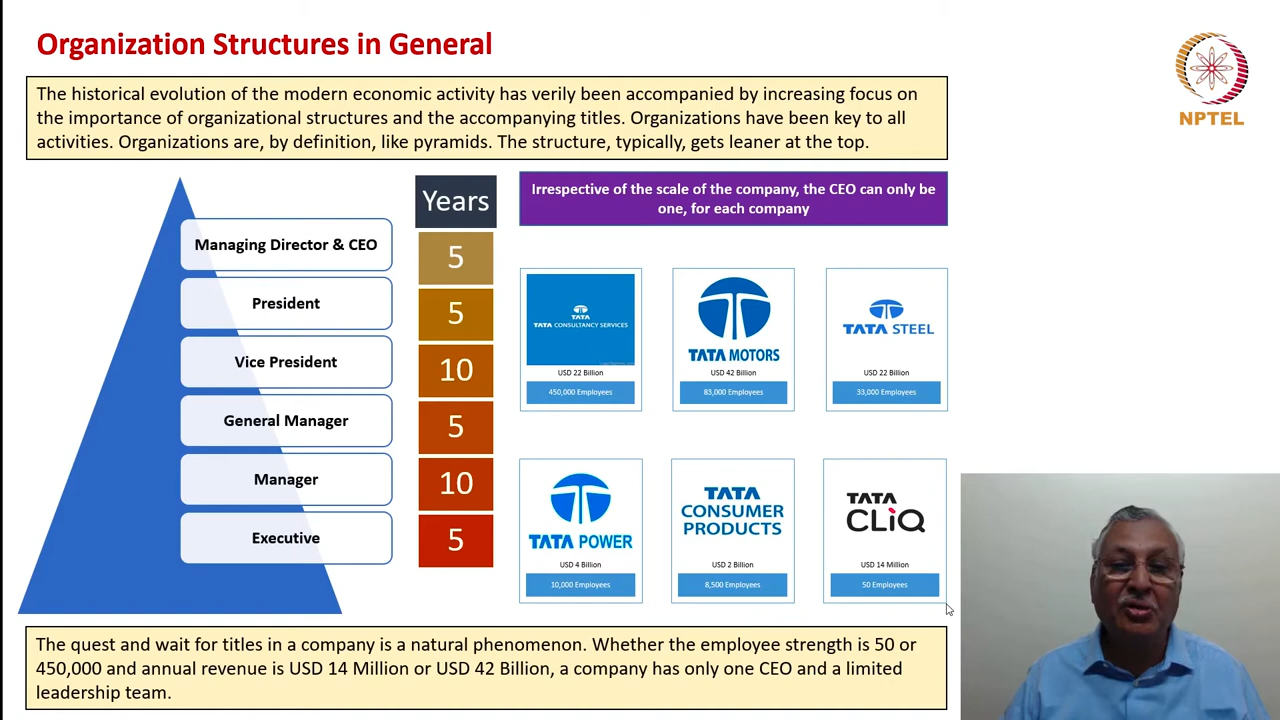 Organization Structures in General
NPTEL
The historical evolution of the modern economic activity has verily been accompanied by increasing focus on
the importance of organizational structures and the accompanying titles. Organizations have been key to all
activities. Organizations are, by definition, like pyramids. The structure, typically, gets leaner at the top.
Managing Director & CEO
President
Vice President
General Manager
Manager
Executive
Years
5
5
10
5
10
5
Irrespective of the scale of the company, the CEO can only be
one, for each company
TATA
TATA CONSULTANCY SERVICES
USD 22 Billion
450,000 Employees
TATA MOTORS
USD 42 Billion
83,000 Employees
TATA STEEL
USD 22 Billion
33,000 Employees
TATA POWER
USD 4 Billion
10,000 Employees
TATA
CONSUMER
PRODUCTS
USD 2 Billion
8,500 Employees
TATA
CLiQ
USD 14 Million
50 Employees
The quest and wait for titles in a company is a natural phenomenon. Whether the employee strength is 50 or
450,000 and annual revenue is USD 14 Million or USD 42 Billion, a company has only one CEO and a limited
leadership team.